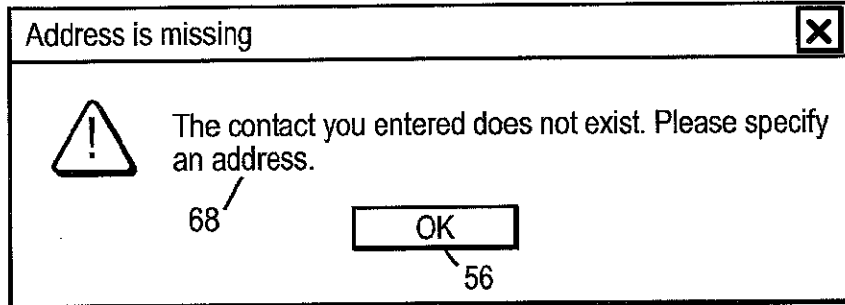 Address is missing
The contact you entered does not exist. Please specify
an address.
68
OK
56